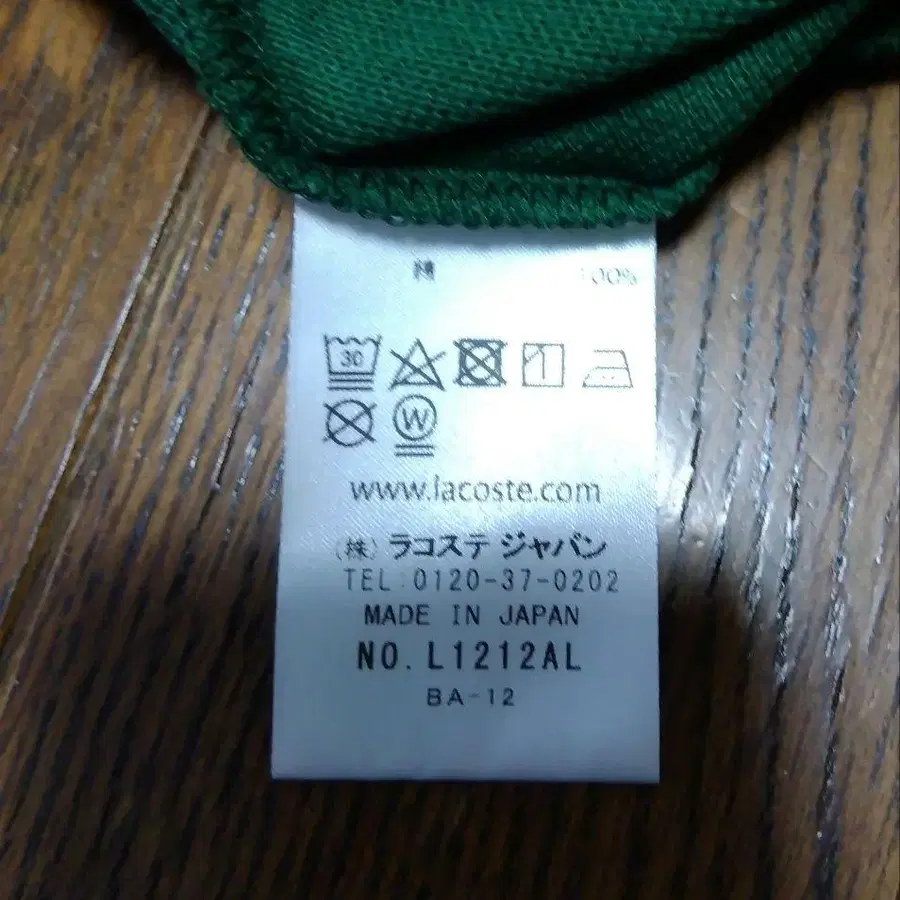 綿 100%
30
W
www.lacoste.com
(株) ラコステ ジャパン
TEL:0120-37-0202
MADE IN JAPAN
NO. L1212AL
BA-12